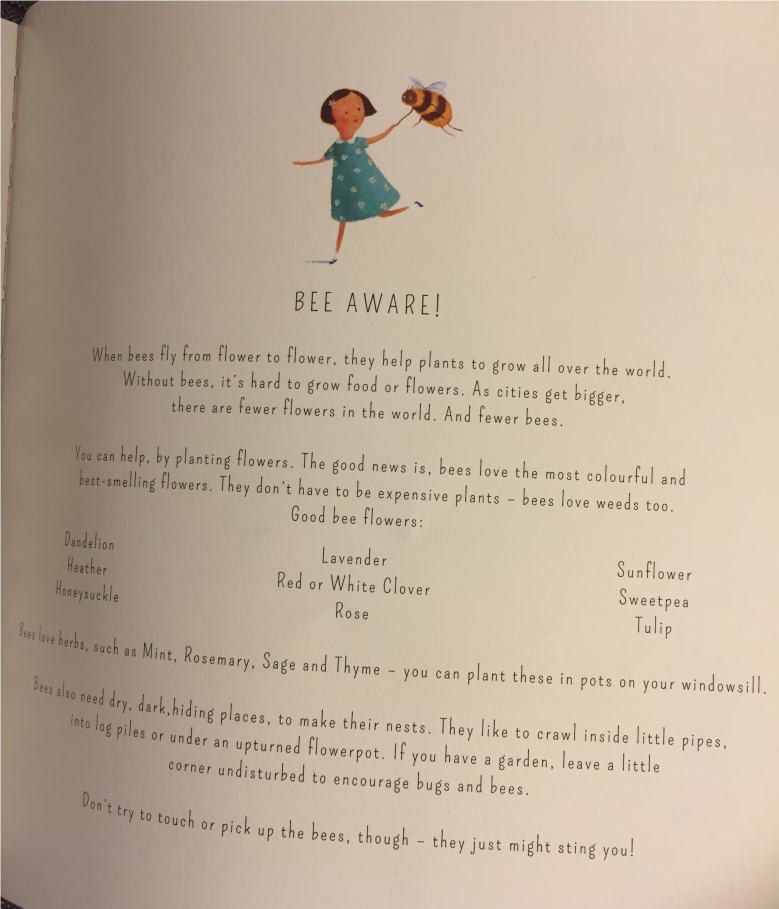 BEE AWARE!
When bees fly from flower to flower, they help plants to grow all over the world.
Without bees, it's hard to grow food or flowers. As cities get bigger,
there are fewer flowers in the world. And fewer bees.
You can help, by planting flowers. The good news is, bees love the most colourful and
best-smelling flowers. They don't have to be expensive plants – bees love weeds too.
Good bee flowers:
Dandelion
Heather
Honeysuckle
Lavender
Red or White Clover
Rose
Sunflower
Sweetpea
Tulip
Bees love herbs, such as Mint, Rosemary, Sage and Thyme – you can plant these in pots on your windowsill.
Bees also need dry, dark,hiding places, to make their nests. They like to crawl inside little pipes,
into log piles or under an upturned flowerpot. If you have a garden, leave a little
corner undisturbed to encourage bugs and bees.
Don't try to touch or pick up the bees, though – they just might sting you!